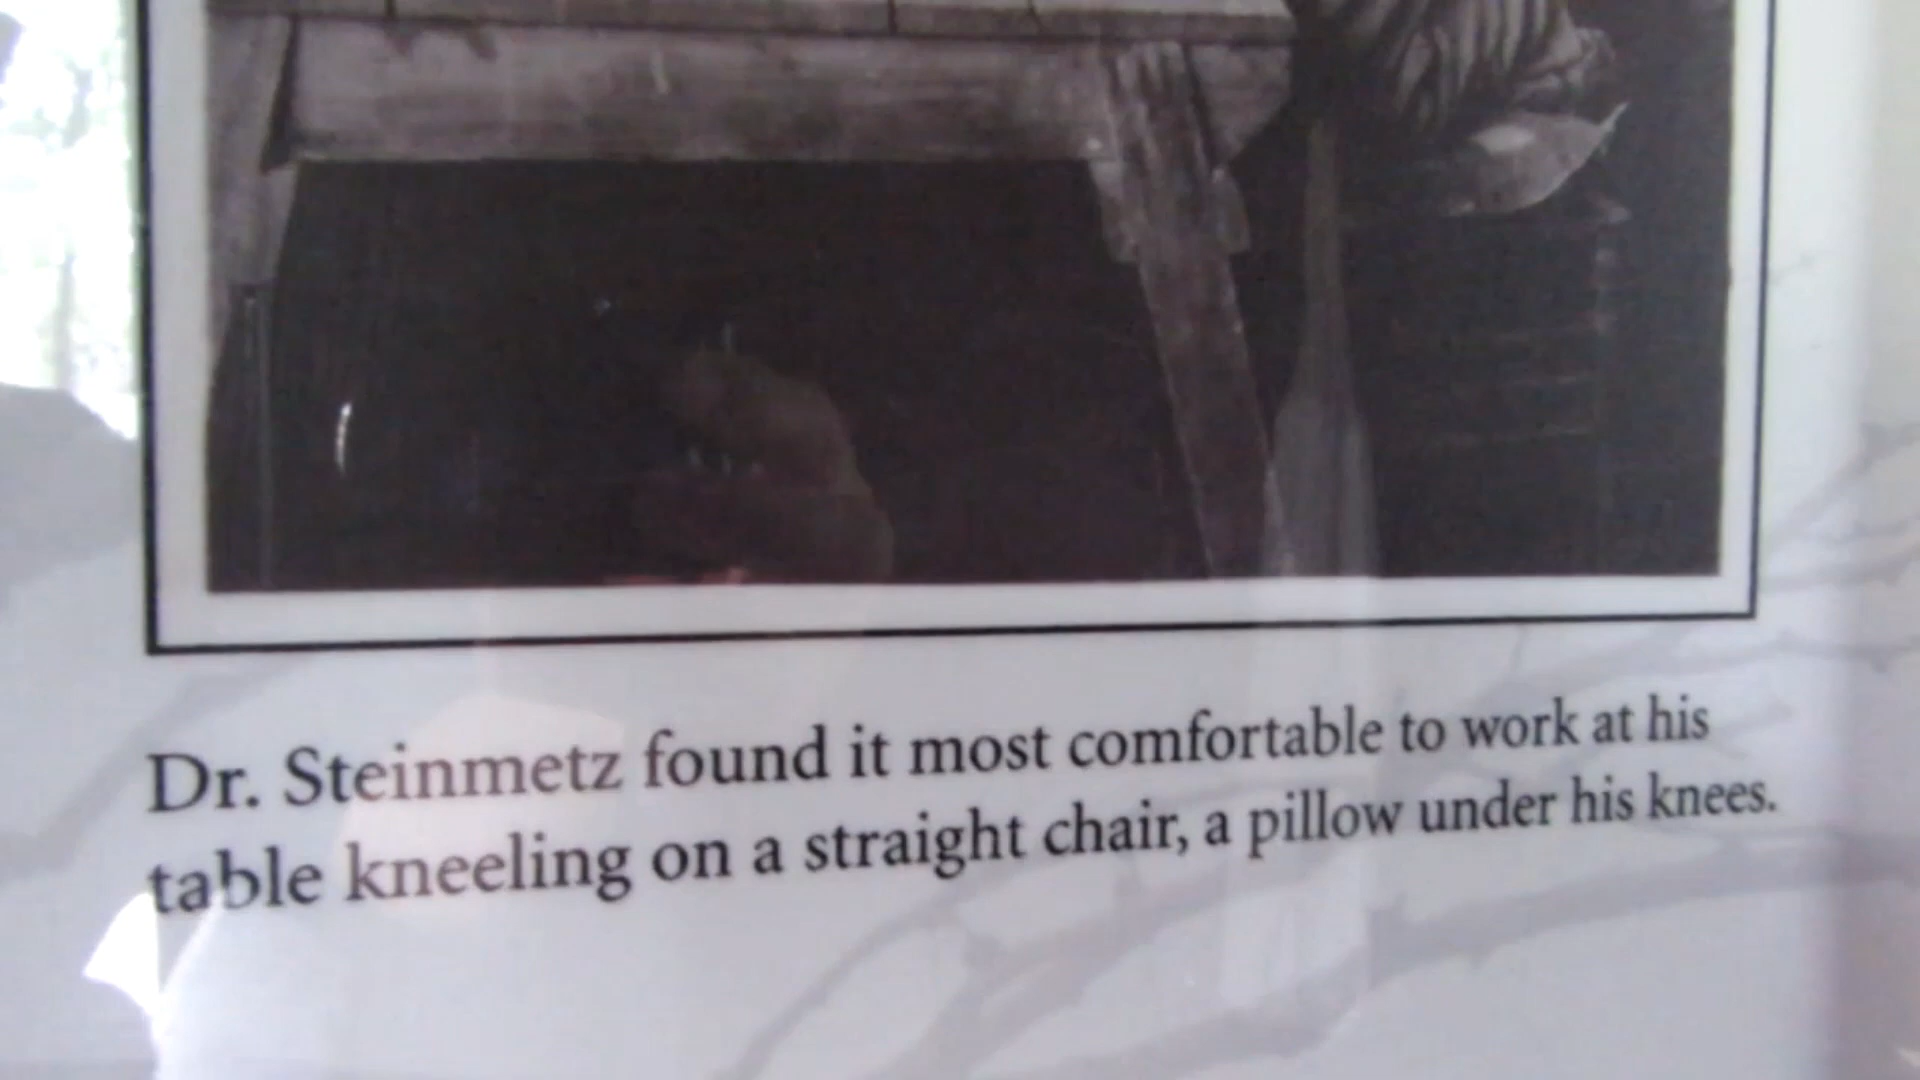 Dr. Steinmetz found it most comfortable to work at his
table kneeling on a straight chair, a pillow under his knees.